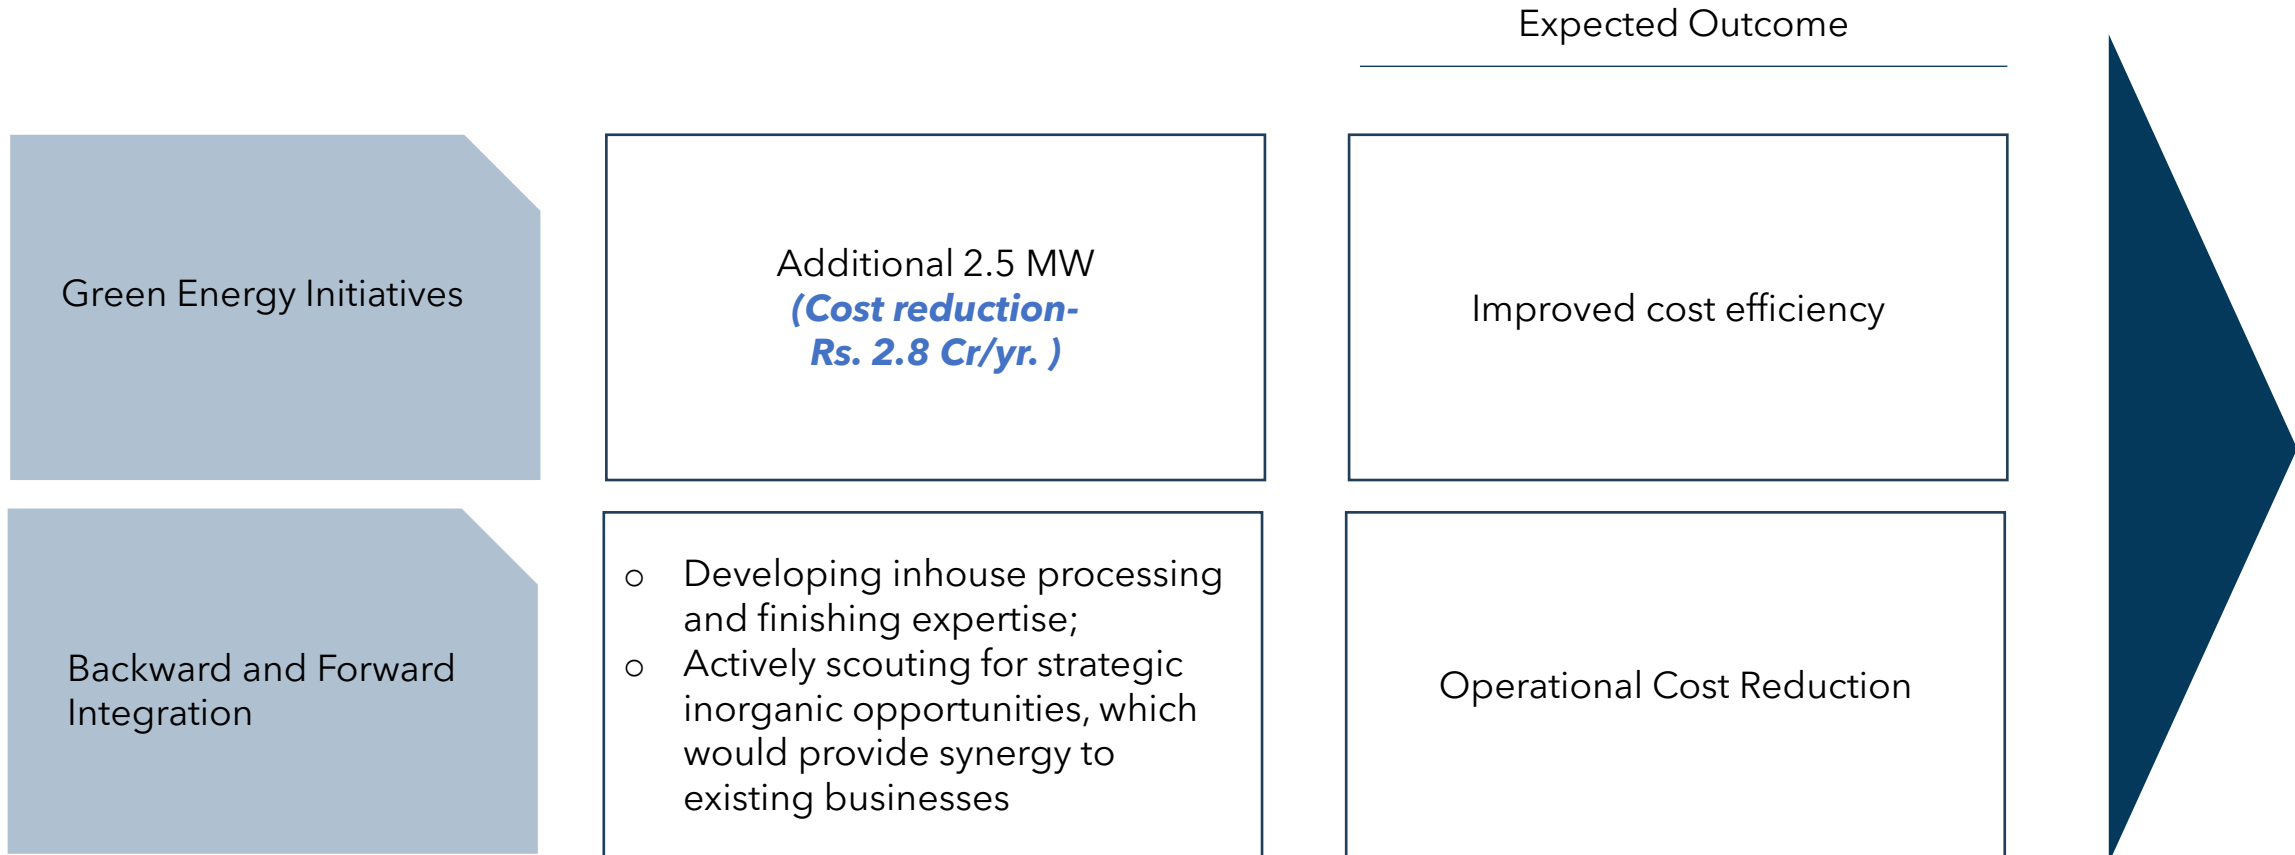 Expected Outcome
Green Energy Initiatives
Additional 2.5 MW
(Cost reduction-
Rs. 2.8 Cr/yr. )
Improved cost efficiency
Backward and Forward
Integration
o Developing inhouse processing
and finishing expertise;
o Actively scouting for strategic
inorganic opportunities, which
would provide synergy to
existing businesses
Operational Cost Reduction